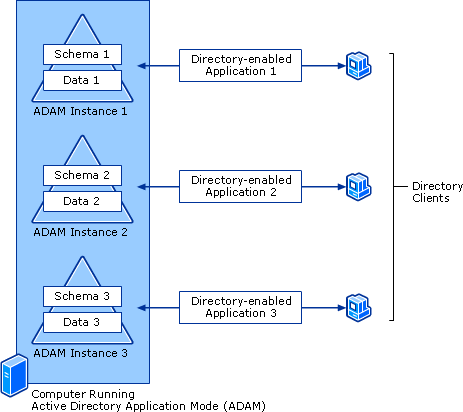 Schema 1
Data 1
ADAM Instance 1
Directory-enabled
Application 1
Schema 2
Data 2
ADAM Instance 2
Directory-enabled
Application 2
Directory
Clients
Schema 3
Data 3
ADAM Instance 3
Directory-enabled
Application 3
Computer Running
Active Directory Application Mode (ADAM)